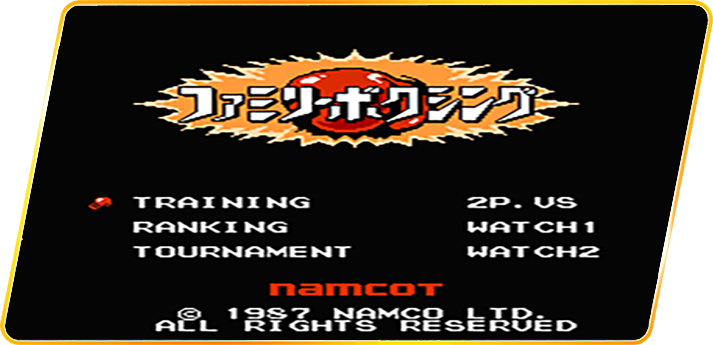 ファミリーボクシング
TRAINING 2P.VS
RANKING WATCH1
TOURNAMENT WATCH2
namcot
© 1987 NAMCO LTD.
ALL RIGHTS RESERVED